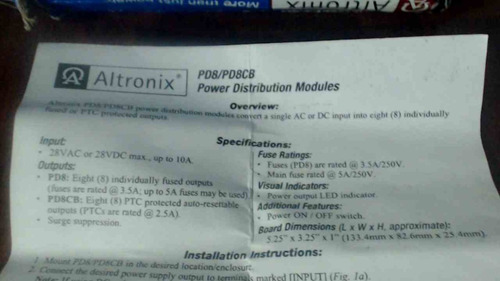 More than just power
Altronix
Altronix®
PD8/PD8CB
Power Distribution Modules
Overview:
Altronix PD8/PD8CB power distribution modules convert a single AC or DC input into eight (8) individually
fused or PTC protected outputs.
Specifications:
Input:
• 28VAC or 28VDC max., up to 10A.
Outputs:
• PD8: Eight (8) individually fused outputs
(fuses are rated @ 3.5A, up to 5A fuses may be used)
• PD8CB: Eight (8) PTC protected auto-resettable
outputs (PTCs are rated @ 2.5A).
• Surge suppression.
Fuse Ratings:
• Fuses (PD8) are rated @ 3.5A/250V.
• Main fuse rated @ 5A/250V.
Visual Indicators:
• Power output LED indicator.
Additional Features:
• Power ON / OFF switch.
Board Dimensions (L x W x H, approximate):
5.25" x 3.25" x 1" (133.4mm x 82.6mm x 25.4mm).
Installation Instructions:
1. Mount PD8/PD8CB in the desired location/enclosure.
2. Connect the desired power supply output to terminals marked [INPUT] (Fig. 1a).